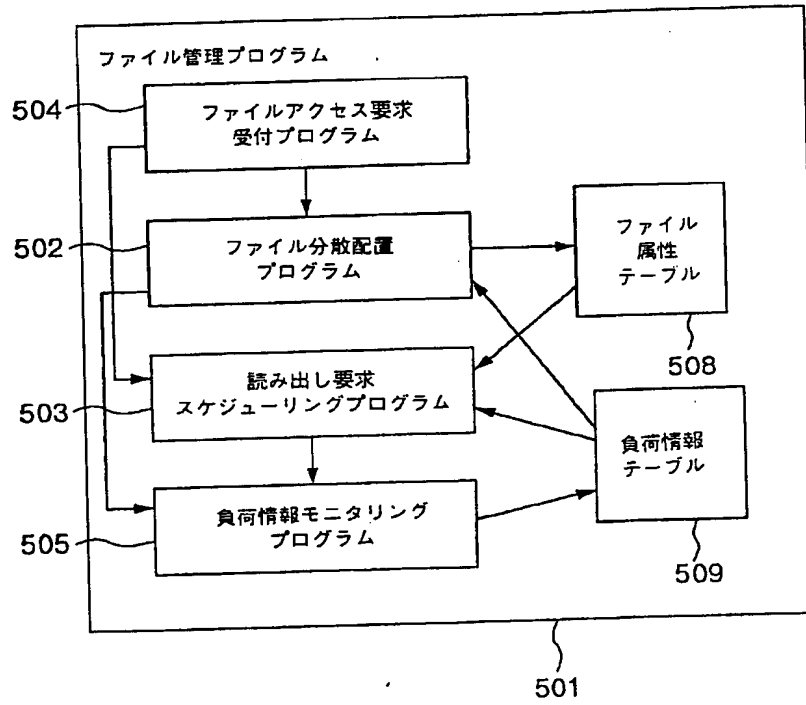 ファイル管理プログラム
504
ファイルアクセス要求
受付プログラム
502
ファイル分散配置
プログラム
ファイル
属性
テーブル
508
503
読み出し要求
スケジューリングプログラム
負荷情報
テーブル
509
505
負荷情報モニタリング
プログラム
501